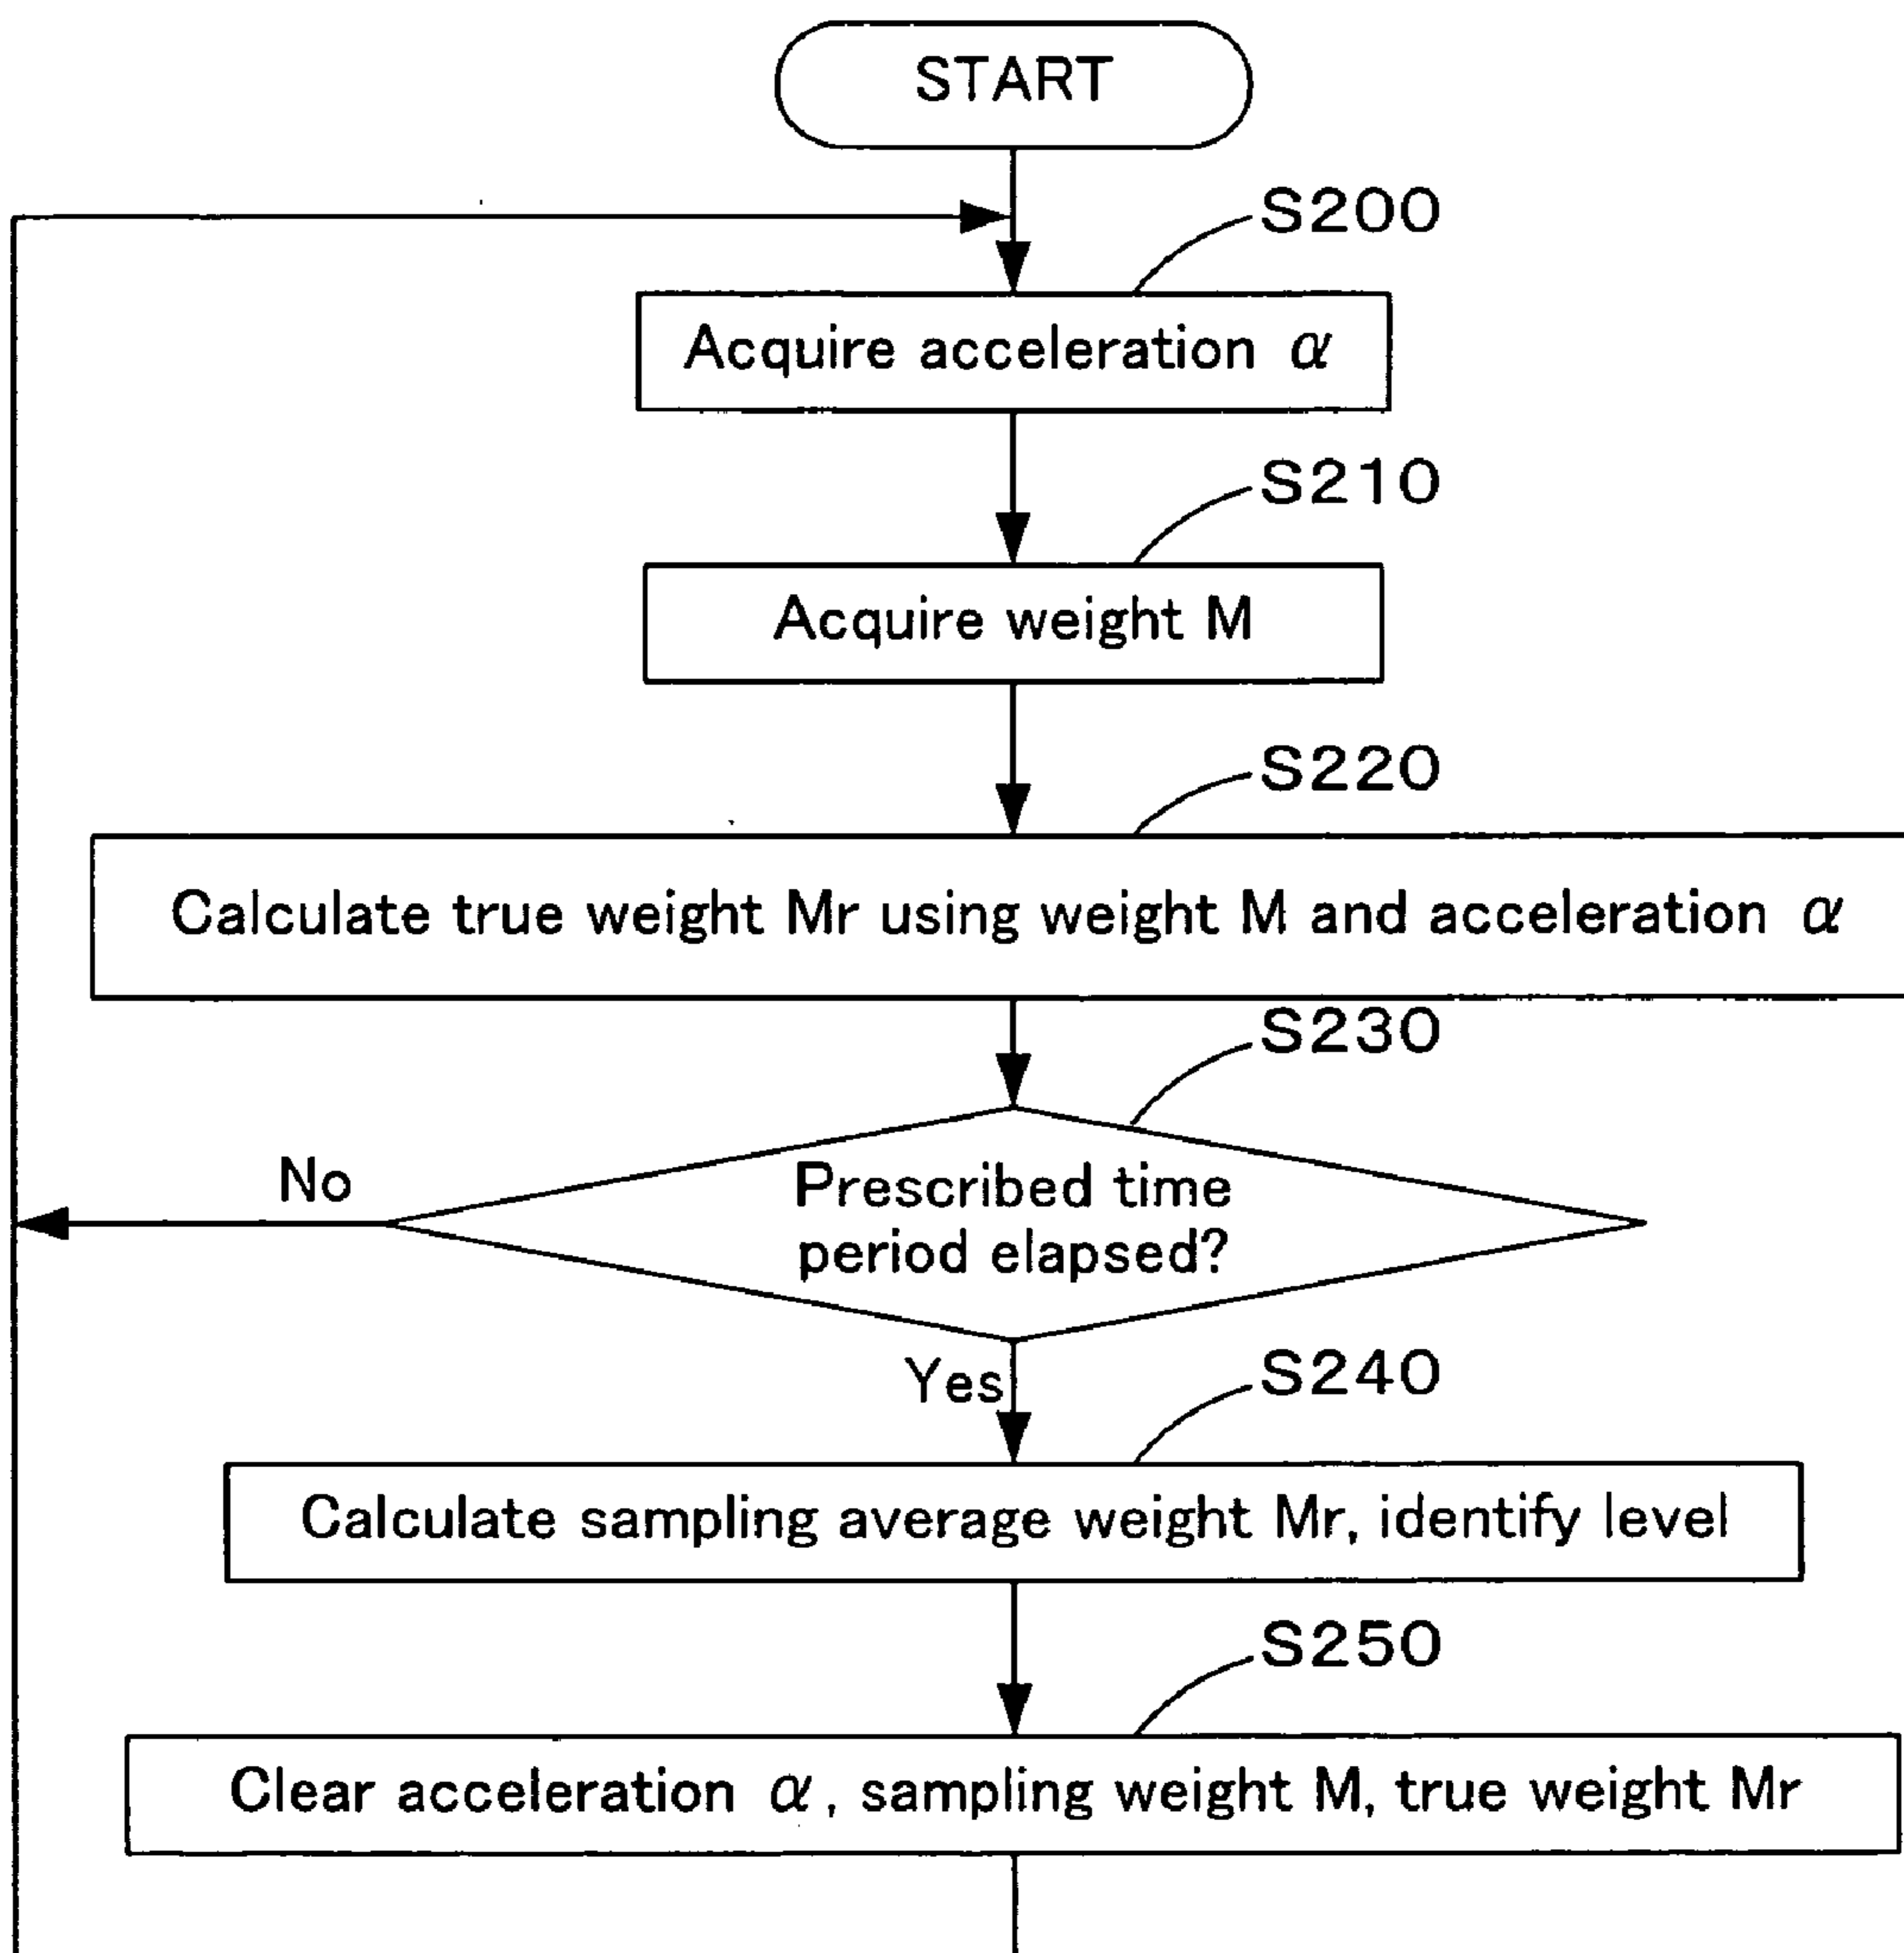 START
S200
Acquire acceleration α
S210
Acquire weight M
S220
Calculate true weight Mr using weight M and acceleration α
S230
No
Prescribed time
period elapsed?
Yes
S240
Calculate sampling average weight Mr, identify level
S250
Clear acceleration α, sampling weight M, true weight Mr